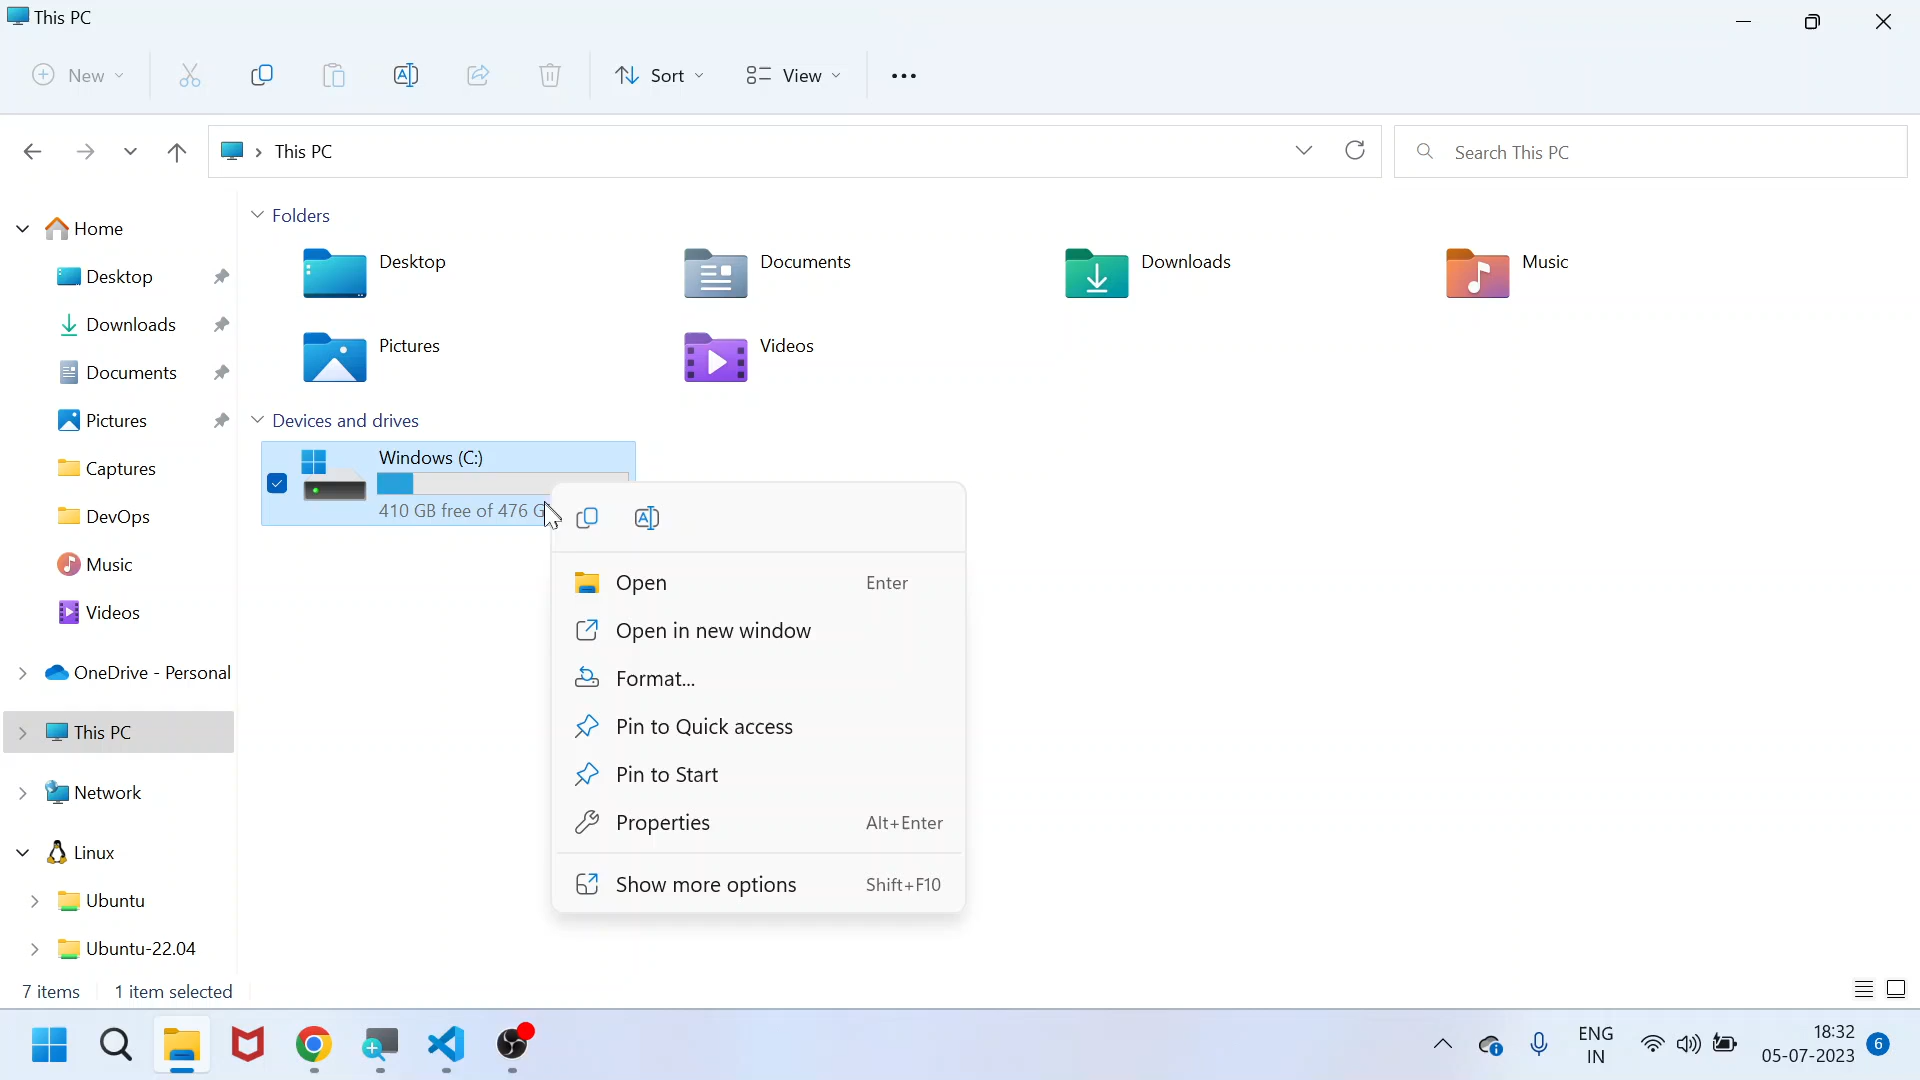 This PC
New
Sort
View
This PC
Search This PC
Home
Desktop
Downloads
Documents
Pictures
Captures
DevOps
Music
Videos
OneDrive - Personal
This PC
Network
Linux
Ubuntu
Ubuntu-22.04
Folders
Desktop
Documents
Downloads
Music
Pictures
Videos
Devices and drives
Windows (C:)
410 GB free of 476 G
Open Enter
Open in new window
Format...
Pin to Quick access
Pin to Start
Properties Alt+Enter
Show more options Shift+F10
7 items 1 item selected
ENG
IN
18:32
05-07-2023
6